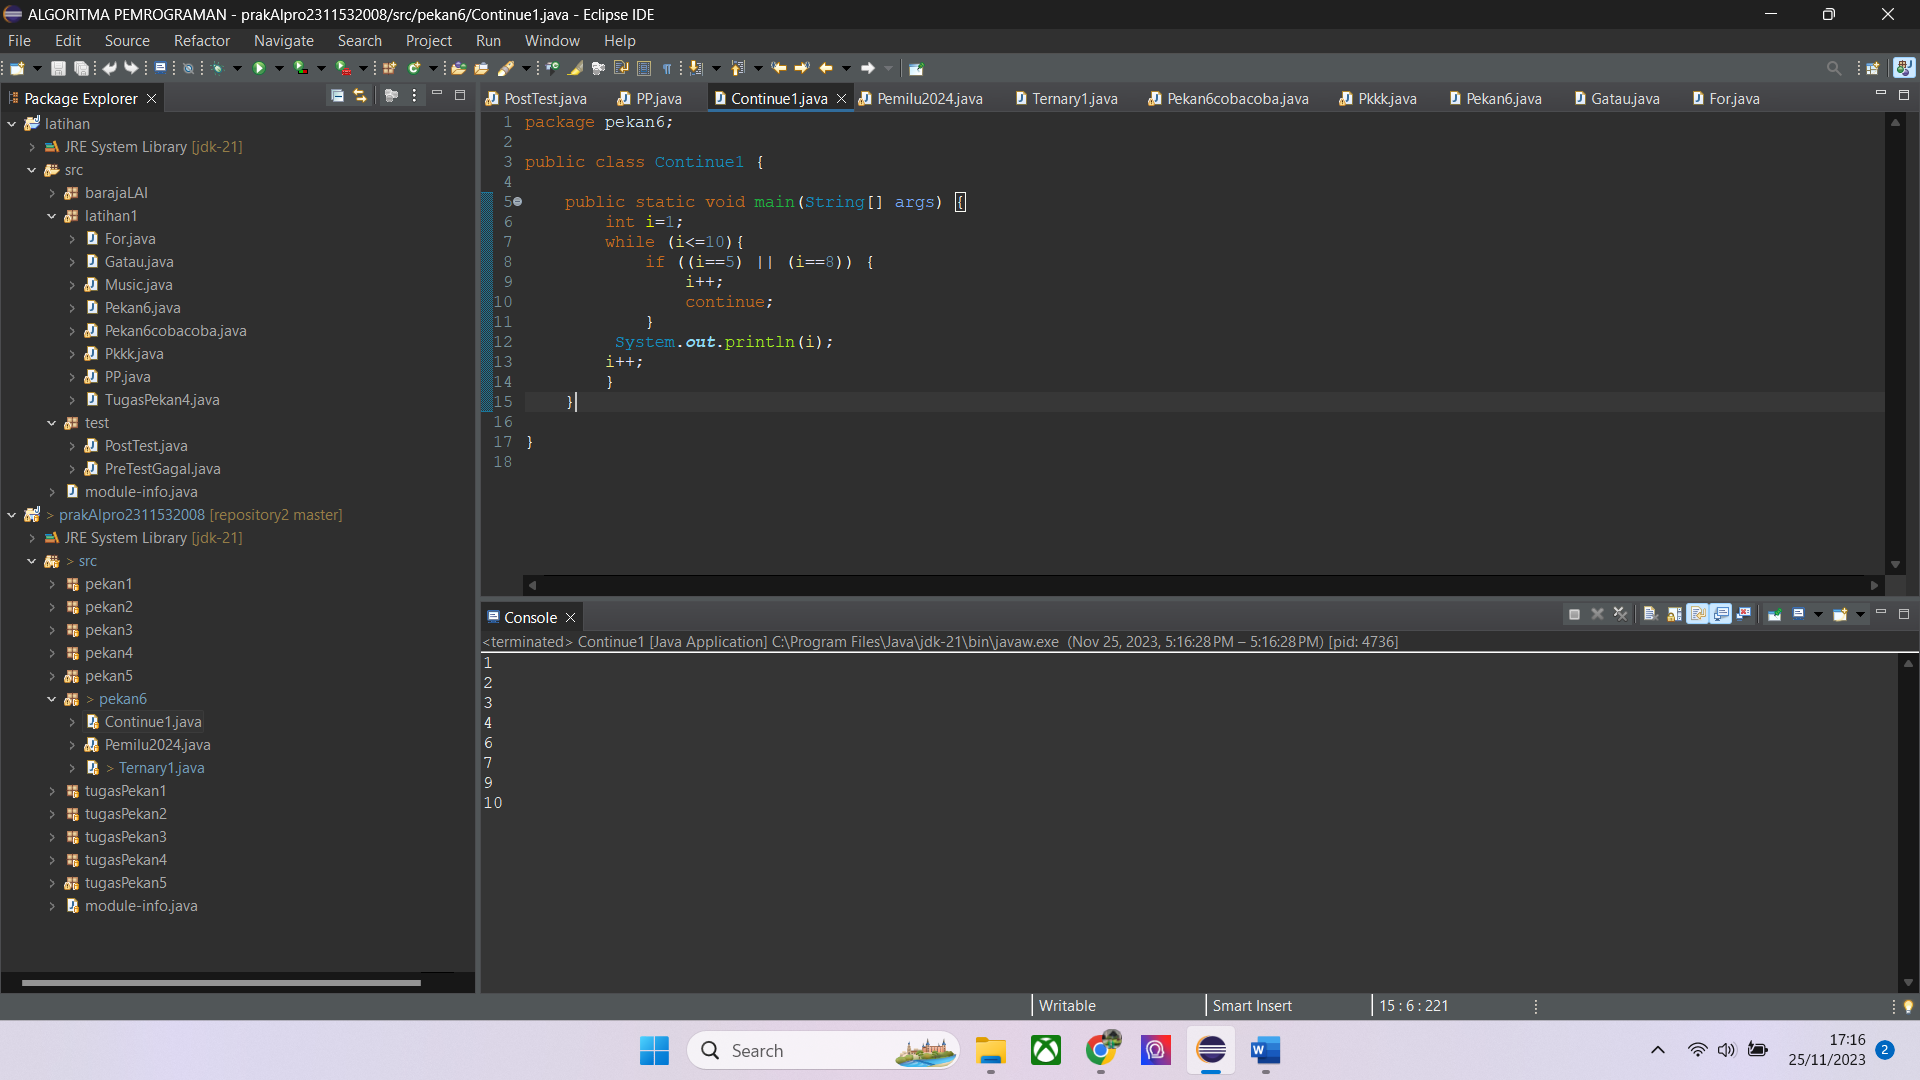 ALGORITMA PEMROGRAMAN - prakAlpro2311532008/src/pekan6/Continue1.java - Eclipse IDE
File Edit Source Refactor Navigate Search Project Run Window Help
Package Explorer
latihan
JRE System Library [jdk-21]
src
barajaLAI
latihan1
For.java
Gatau.java
Music.java
Pekan6.java
Pekan6cobacoba.java
Pkkk.java
PP.java
TugasPekan4.java
test
PostTest.java
PreTestGagal.java
module-info.java
> prakAlpro2311532008 [repository2 master]
JRE System Library [jdk-21]
> src
pekan1
pekan2
pekan3
pekan4
pekan5
> pekan6
Continue1.java
Pemilu2024.java
> Ternary1.java
tugasPekan1
tugasPekan2
tugasPekan3
tugasPekan4
tugasPekan5
module-info.java
PostTest.java PP.java Continue1.java Pemilu2024.java Ternary1.java Pekan6cobacoba.java Pkkk.java Pekan6.java Gatau.java For.java
1 package pekan6;
2
3 public class Continue1 {
4
5 public static void main(String[] args) {
6 int i=1;
7 while (i<=10){
8 if ((i==5) || (i==8)) {
9 i++;
10 continue;
11 }
12 System.out.println(i);
13 i++;
14 }
15 }
16
17 }
18
Console
<terminated> Continue1 [Java Application] C:\Program Files\Java\jdk-21\bin\javaw.exe (Nov 25, 2023, 5:16:28 PM – 5:16:28 PM) [pid: 4736]
1
2
3
4
6
7
9
10
Writable Smart Insert 15 : 6 : 221
Search
17:16
25/11/2023
2